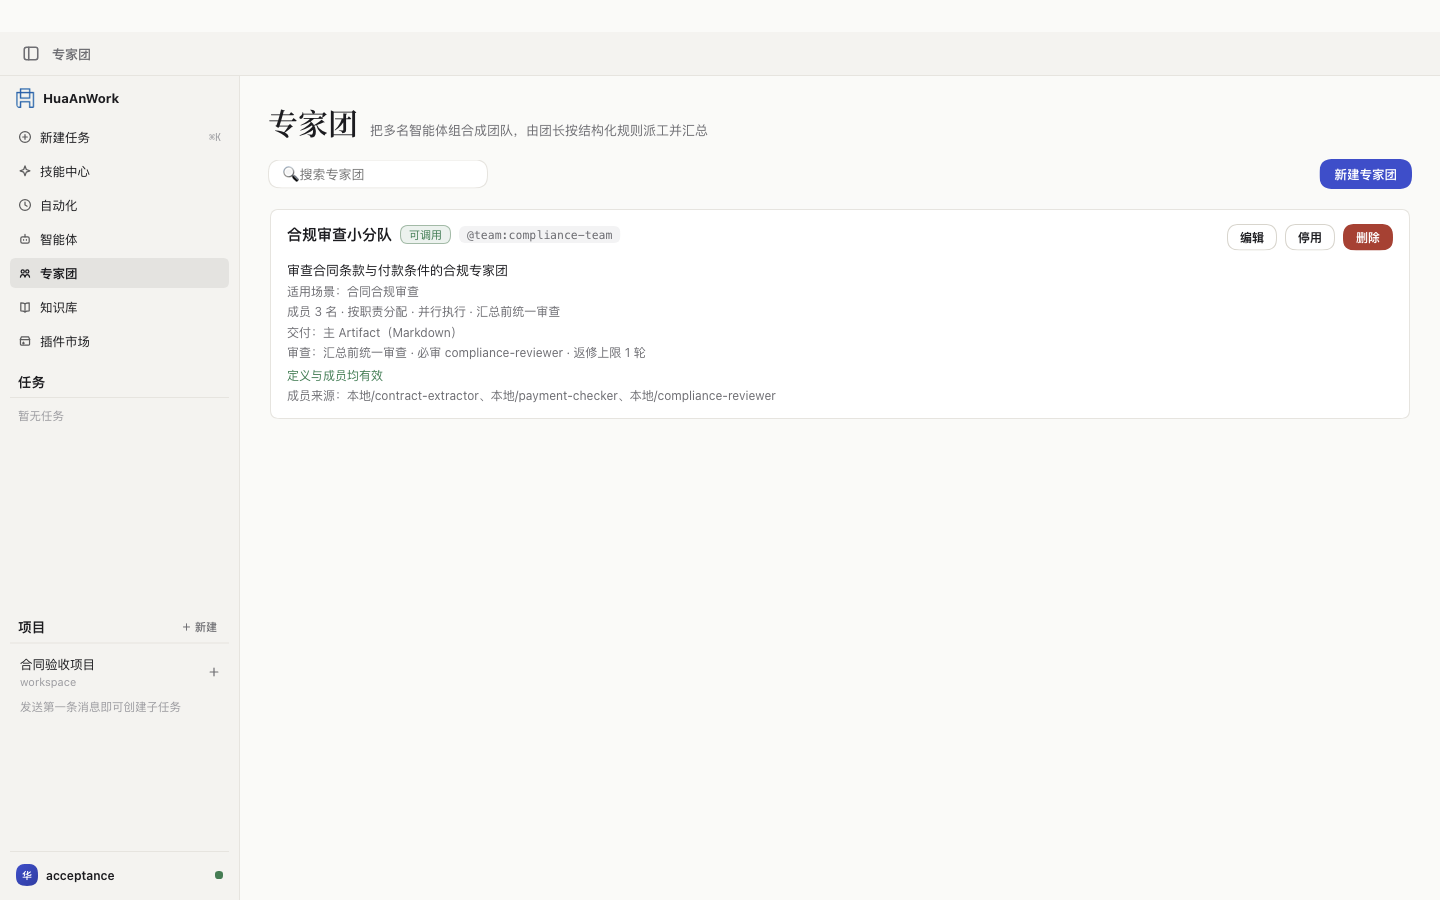 专家团
HuaAnWork
新建任务 ⌘K
技能中心
自动化
智能体
专家团
知识库
插件市场
任务
暂无任务
项目 + 新建
合同验收项目
workspace
发送第一条消息即可创建子任务
华 acceptance
专家团 把多名智能体组合成团队，由团长按结构化规则派工并汇总
🔍搜索专家团
新建专家团
合规审查小分队 可调用 @team:compliance-team
编辑 停用 删除
审查合同条款与付款条件的合规专家团
适用场景：合同合规审查
成员 3 名 · 按职责分配 · 并行执行 · 汇总前统一审查
交付：主 Artifact（Markdown）
审查：汇总前统一审查 · 必审 compliance-reviewer · 返修上限 1 轮
定义与成员均有效
成员来源：本地/contract-extractor、本地/payment-checker、本地/compliance-reviewer